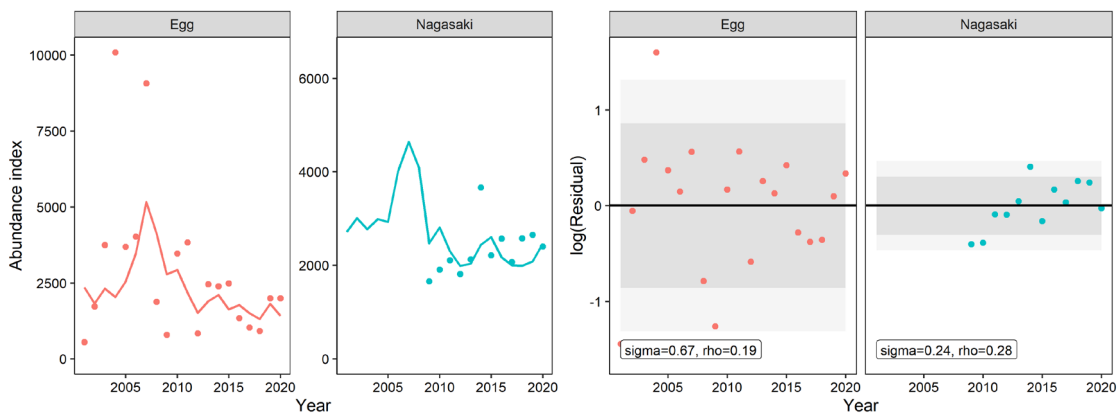 Egg
Nagasaki
Egg
Nagasaki
Abundance index
10000
7500
5000
2500
0
6000
4000
2000
0
log(Residual)
1
0
-1
sigma=0.67, rho=0.19
sigma=0.24, rho=0.28
2005 2010 2015 2020
2005 2010 2015 2020
2005 2010 2015 2020
2005 2010 2015 2020
Year
Year